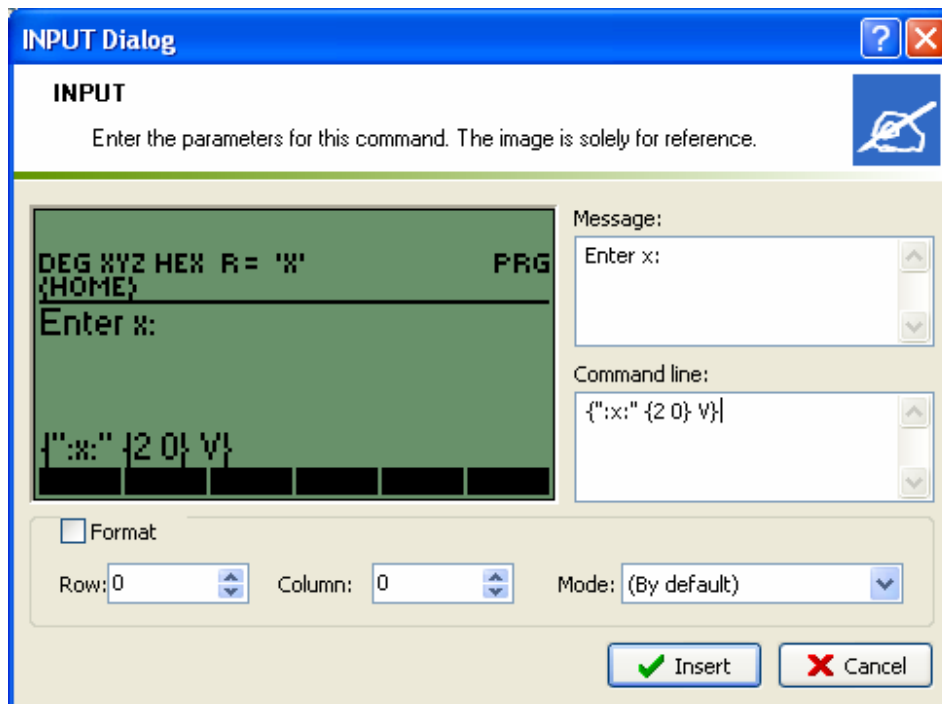 INPUT Dialog
INPUT
Enter the parameters for this command. The image is solely for reference.
DEG XYZ HEX R= 'X' PRG
{HOME}
Enter x:
{":x:" {2 0} V}
Message:
Enter x:
Command line:
{":x:" {2 0} V}
Format
Row: 0 Column: 0 Mode: (By default)
Insert Cancel